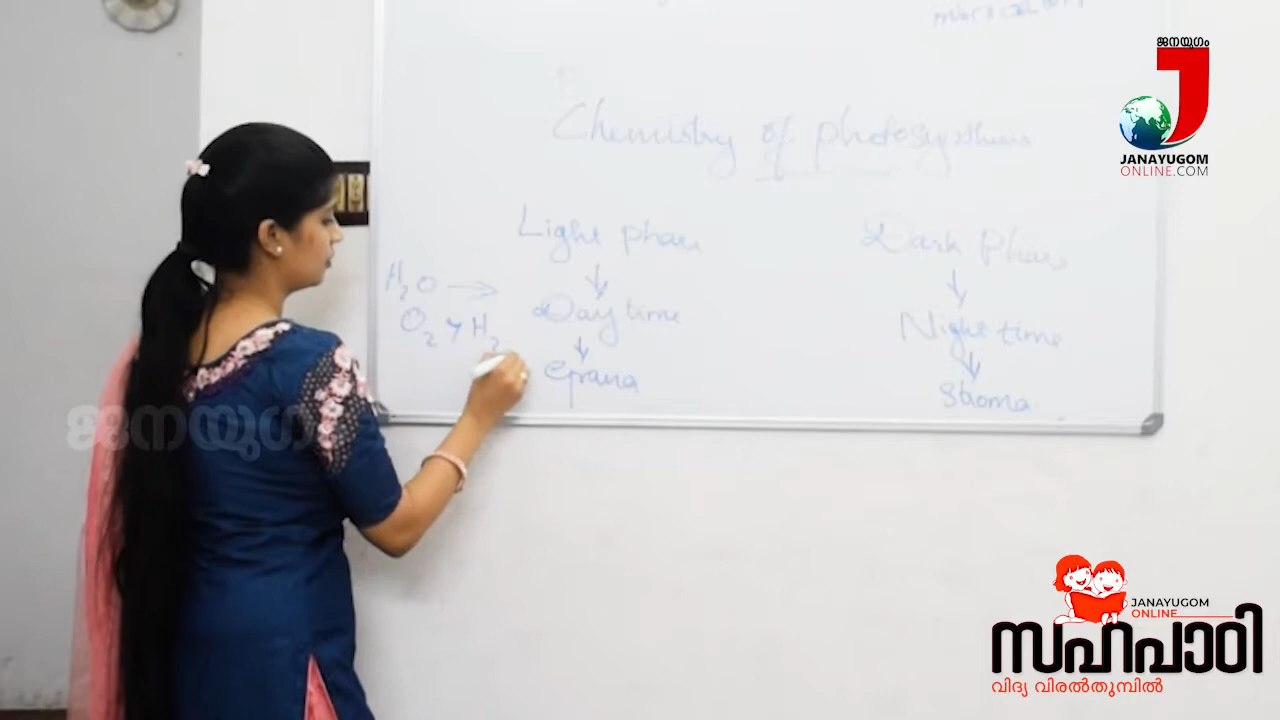 Chemistry of photosynthesis
Light phase
Dark Phase
H2O →
Day time
Night time
O2 + H2
Grana
Stroma
ജനയുഗം
JANAYUGOM
ONLINE.COM
ജനയുഗ
JANAYUGOM
ONLINE
സഹപാഠി
വിദ്യ വിരൽതുമ്പിൽ